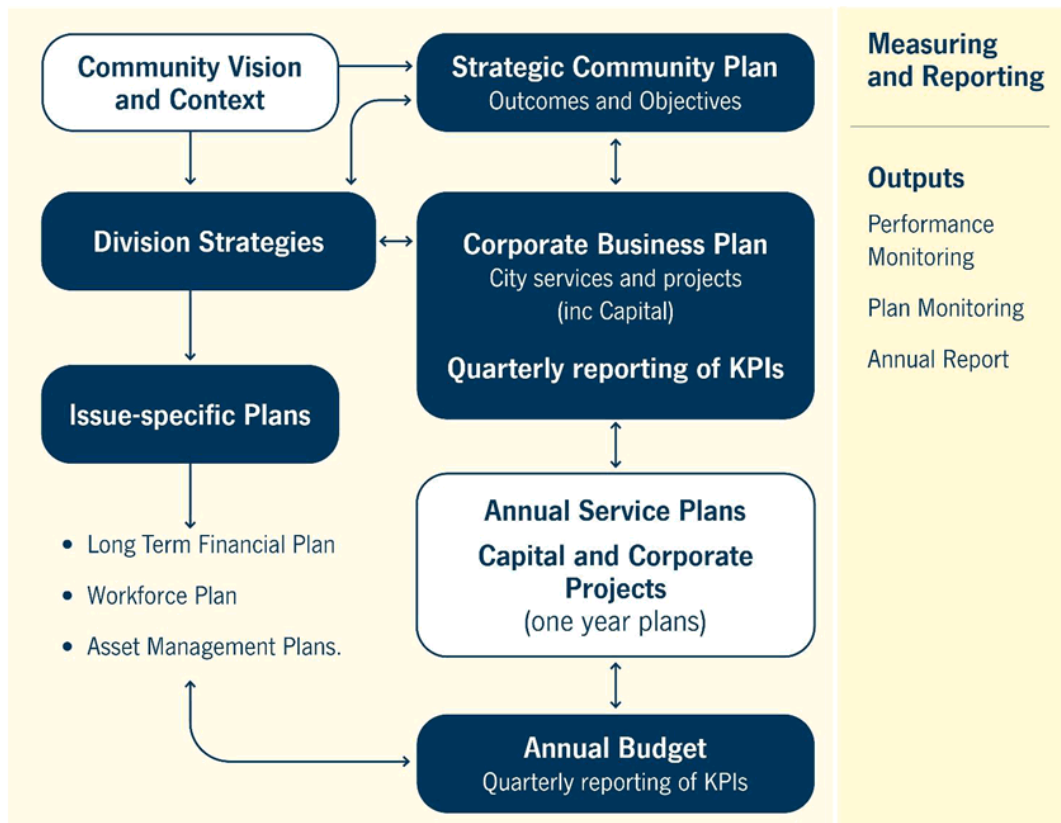 Community Vision
and Context
Strategic Community Plan
Outcomes and Objectives
Division Strategies
Corporate Business Plan
City services and projects
(inc Capital)
Quarterly reporting of KPIs
Issue-specific Plans
• Long Term Financial Plan
• Workforce Plan
• Asset Management Plans.
Annual Service Plans
Capital and Corporate
Projects
(one year plans)
Annual Budget
Quarterly reporting of KPIs
Measuring
and Reporting
Outputs
Performance
Monitoring
Plan Monitoring
Annual Report